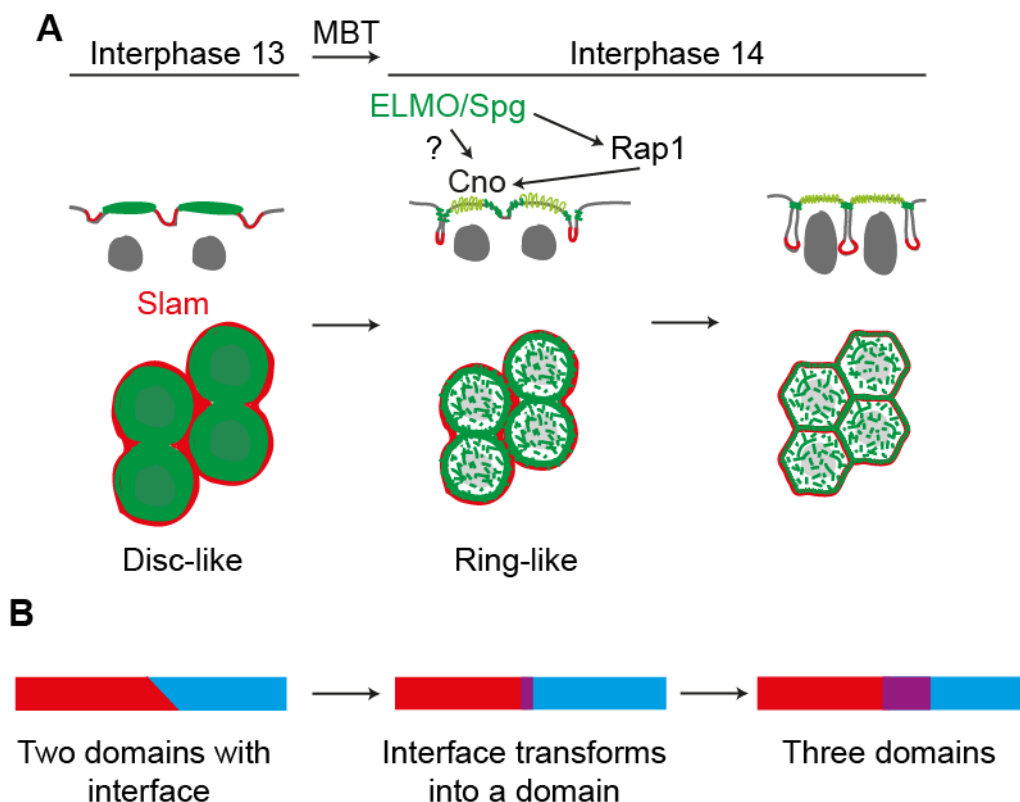 A
Interphase 13
MBT
Interphase 14
ELMO/Spg
?
Rap1
Cno
Slam
Disc-like
Ring-like
B
Two domains with
interface
Interface transforms
into a domain
Three domains